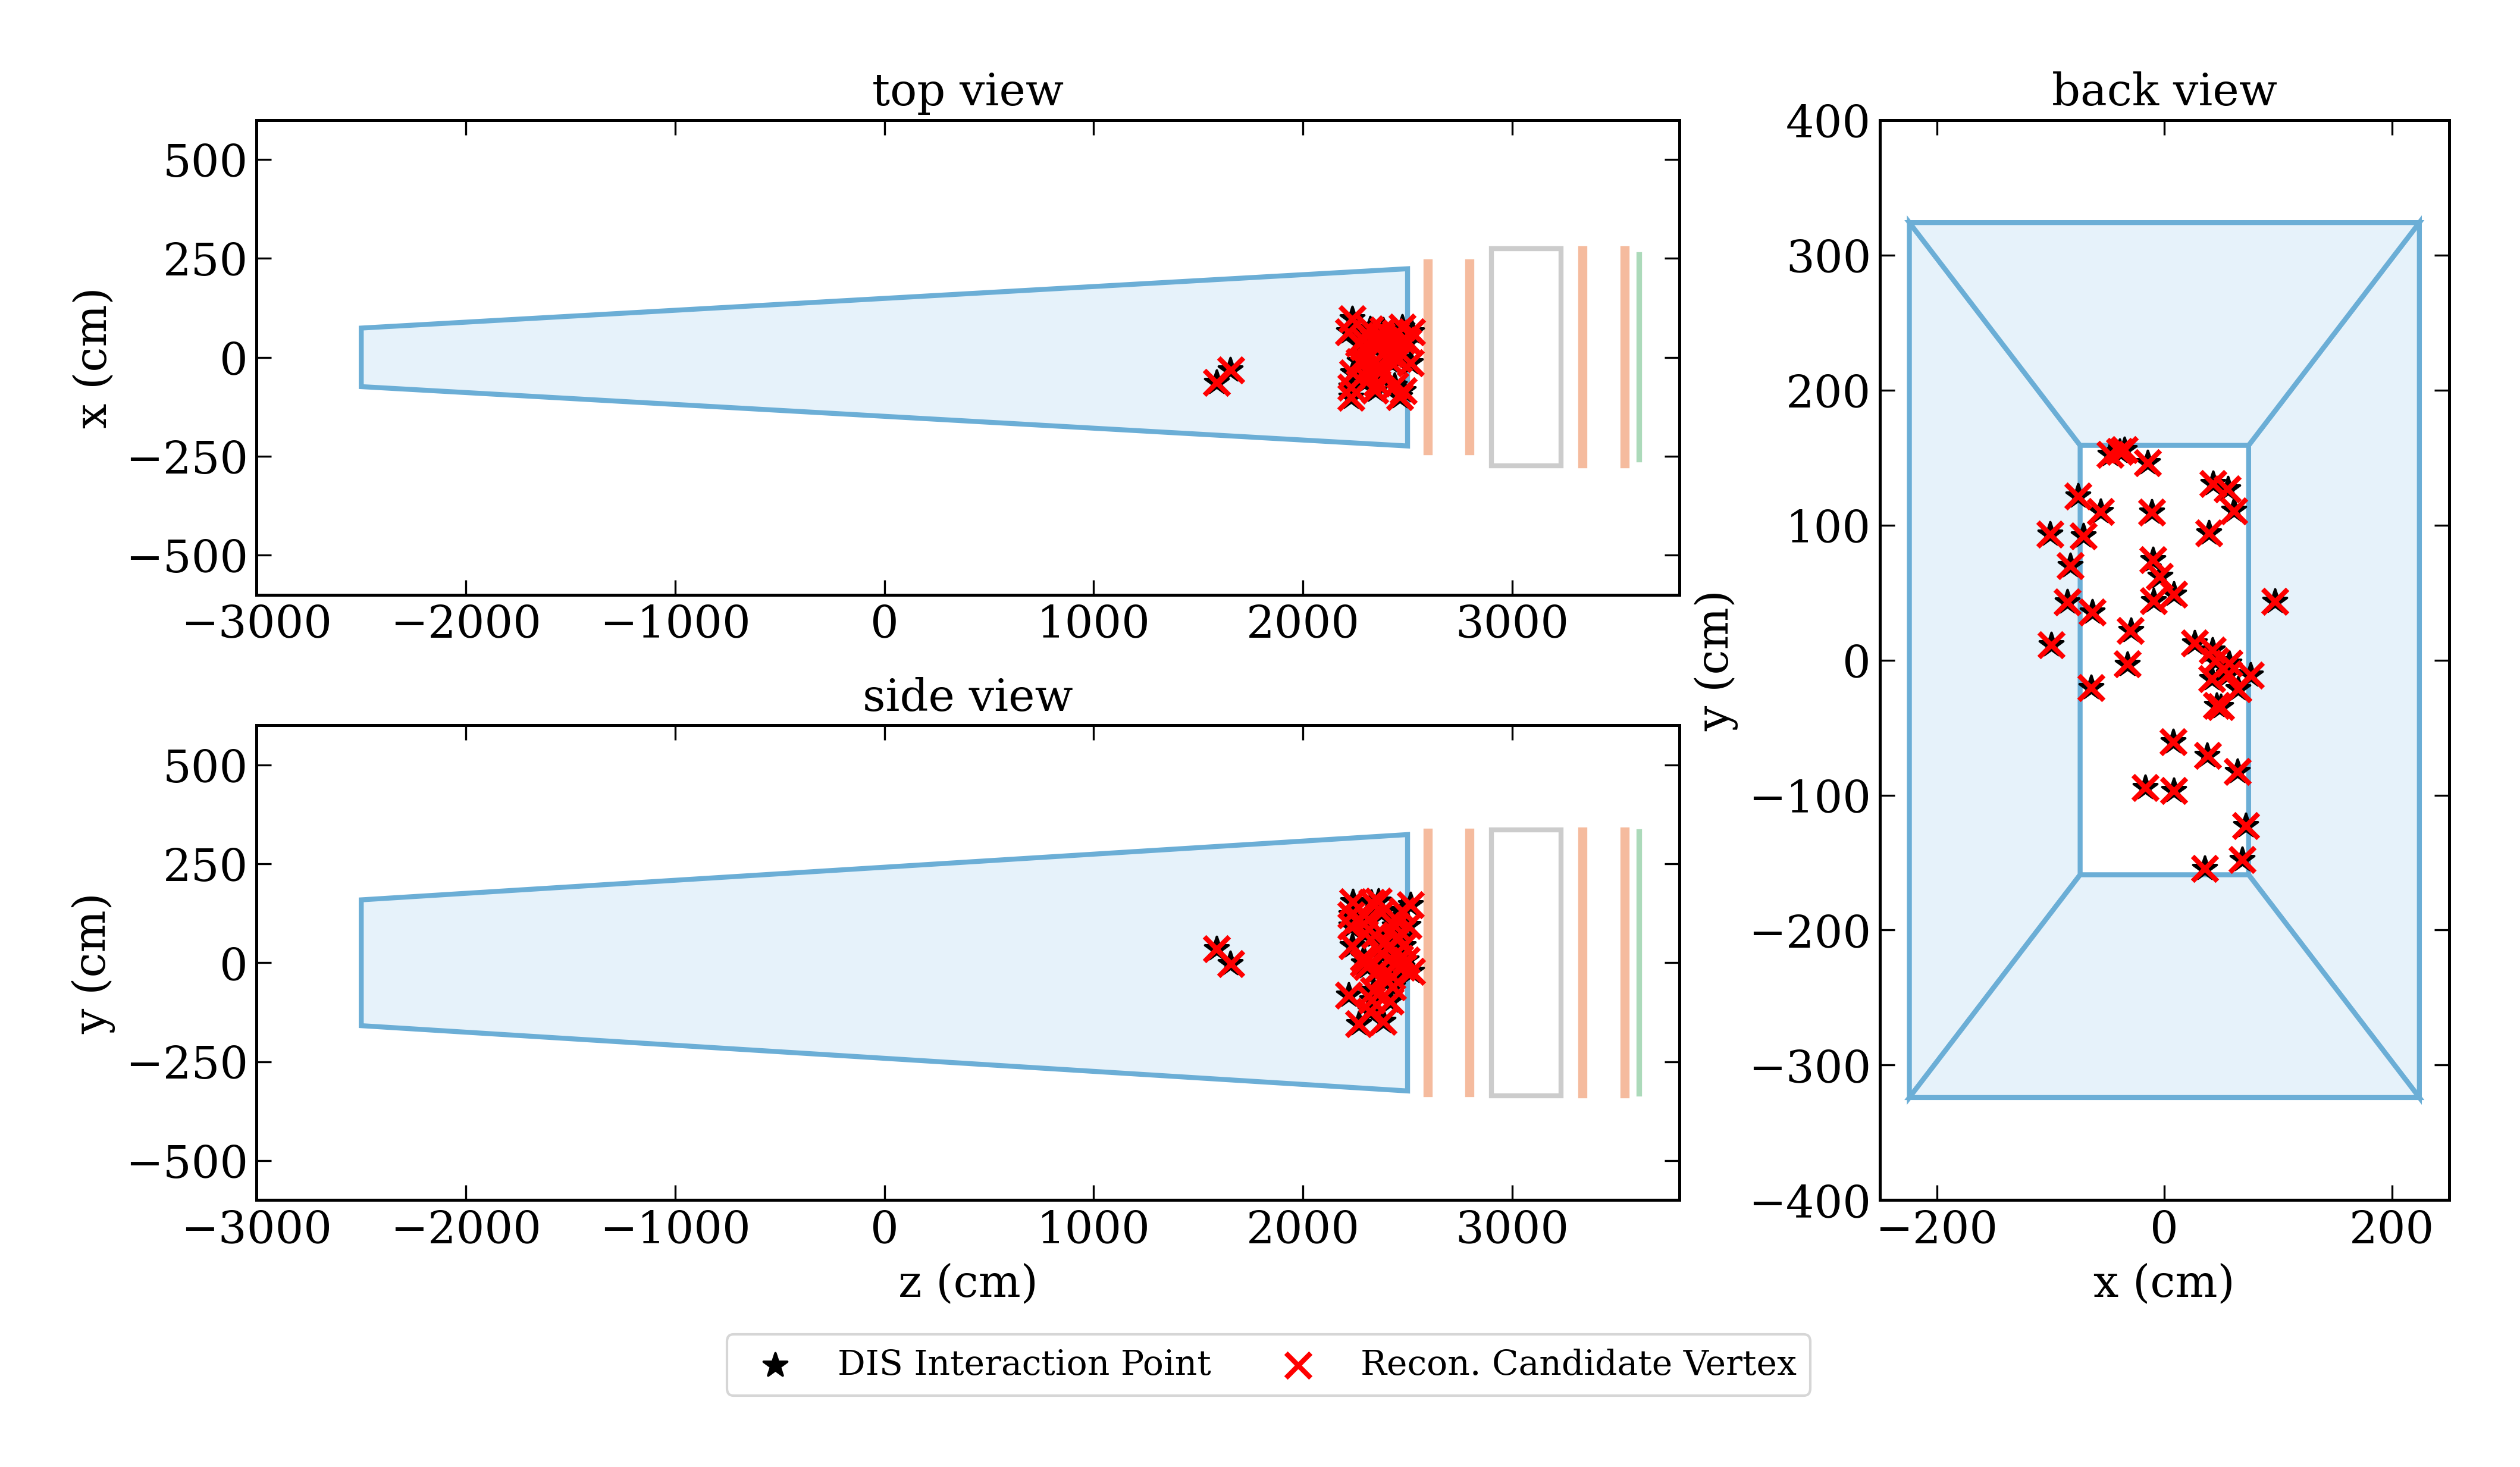 top view
500
250
0
−250
−500
x (cm)
−3000 −2000 −1000 0 1000 2000 3000
side view
500
250
0
−250
−500
y (cm)
−3000 −2000 −1000 0 1000 2000 3000
z (cm)
back view
400
300
200
100
0
−100
−200
−300
−400
y (cm)
−200 0 200
x (cm)
DIS Interaction Point Recon. Candidate Vertex